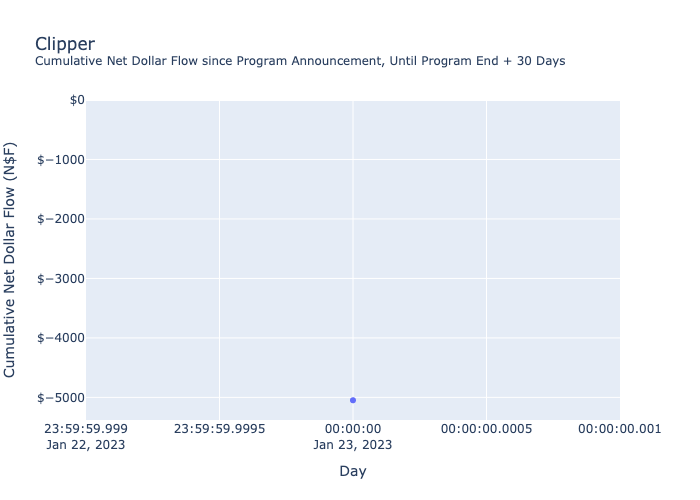 Clipper
Cumulative Net Dollar Flow since Program Announcement, Until Program End + 30 Days
Cumulative Net Dollar Flow (N$F)
$0
$−1000
$−2000
$−3000
$−4000
$−5000
23:59:59.999
Jan 22, 2023
23:59:59.9995
00:00:00
Jan 23, 2023
00:00:00.0005
00:00:00.001
Day